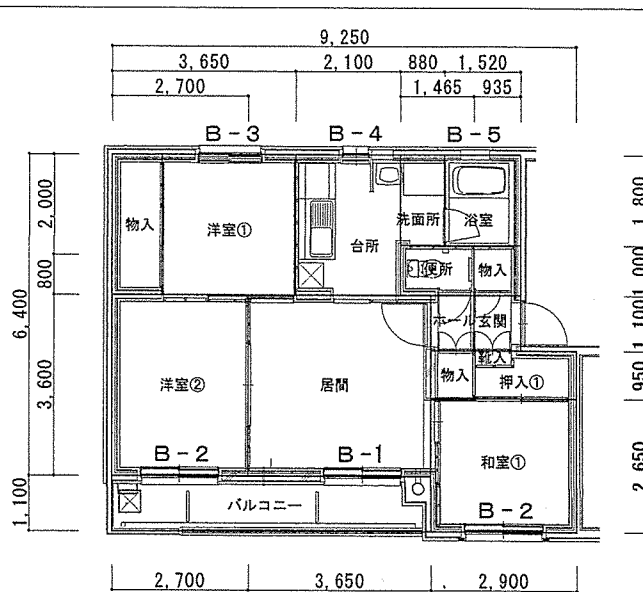 9,250
3,650 2,100 880 1,520
2,700 1,465 935
B-3 B-4 B-5
2,000 800 3,600 6,400 1,100
1,800 1,000 1,100 950 2,650
物入 洋室① 台所 洗面所 浴室
便所 物入
ホール 玄関
靴入
物入 押入①
洋室② 居間 和室①
B-2 B-1
バルコニー B-2
2,700 3,650 2,900